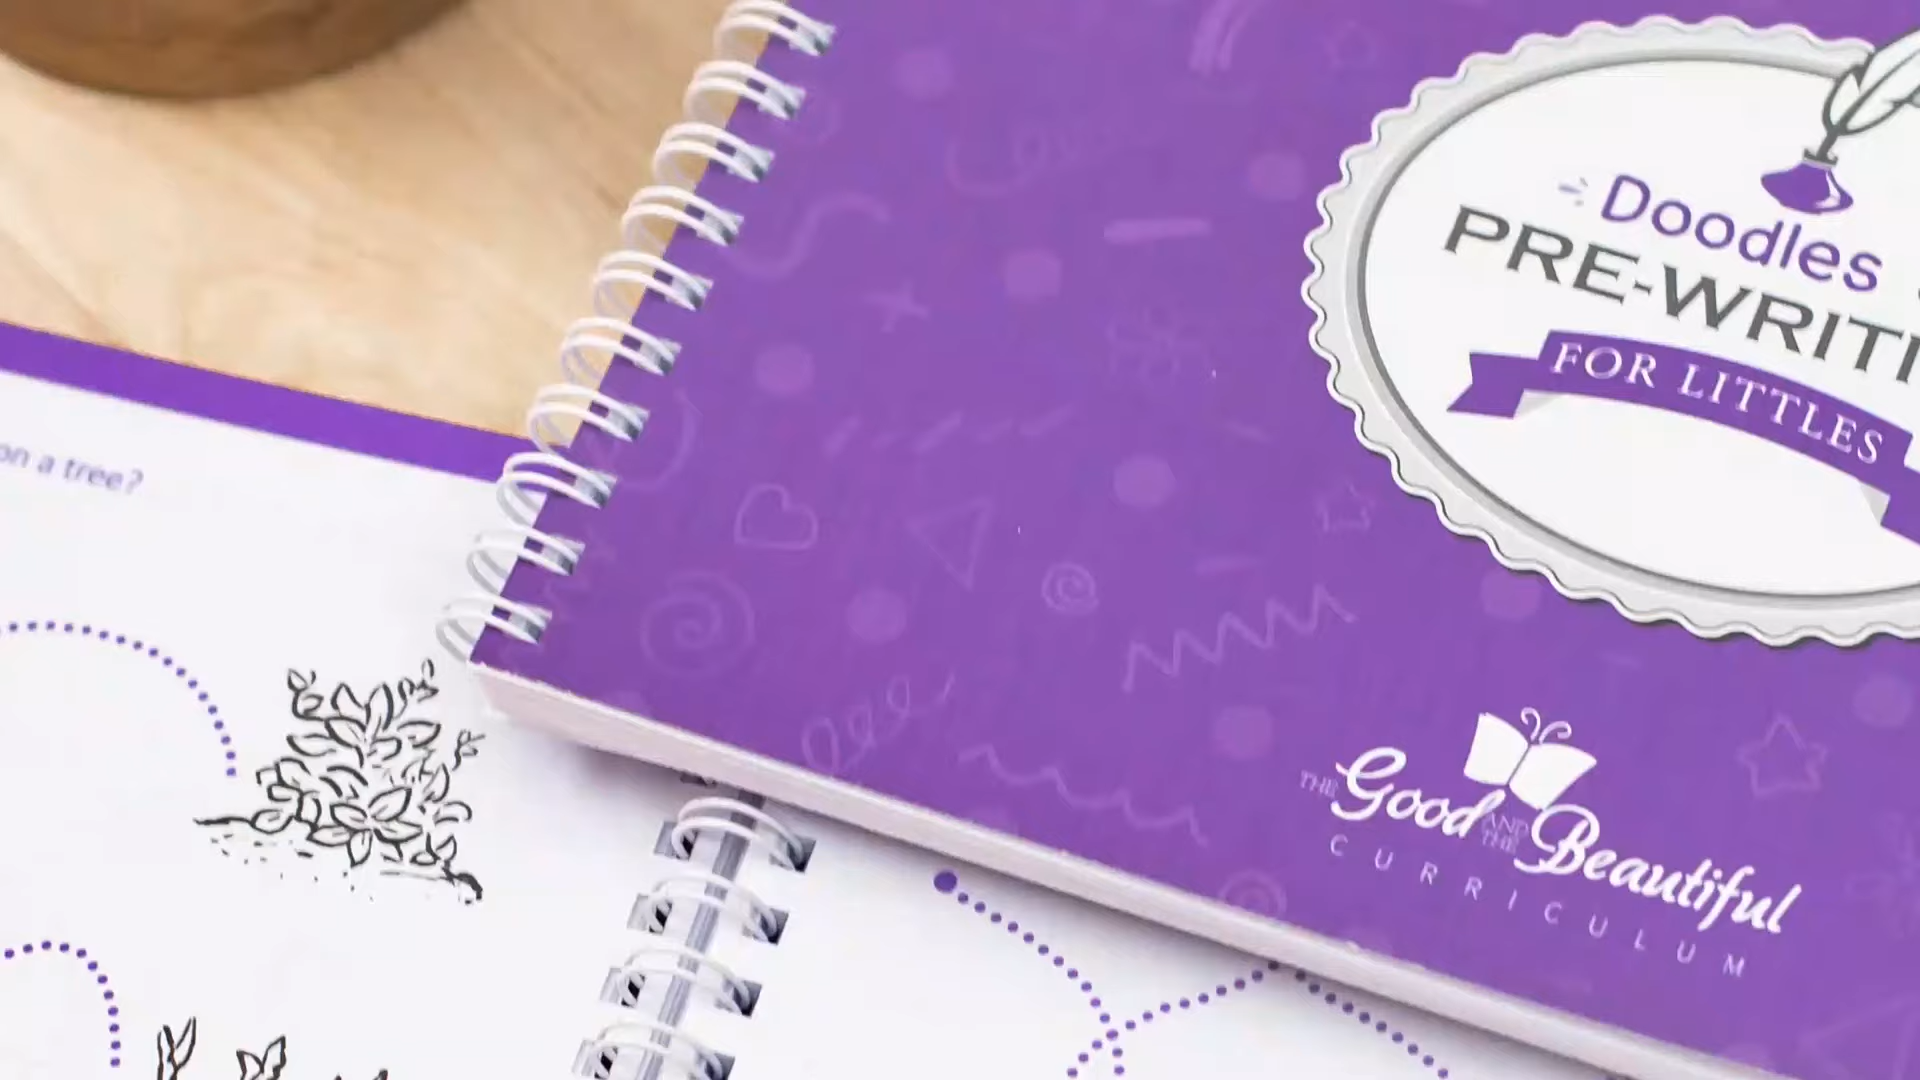 Doodles
PRE-WRITI
FOR LITTLES
on a tree?
THE Good AND THE Beautiful
CURRICULUM